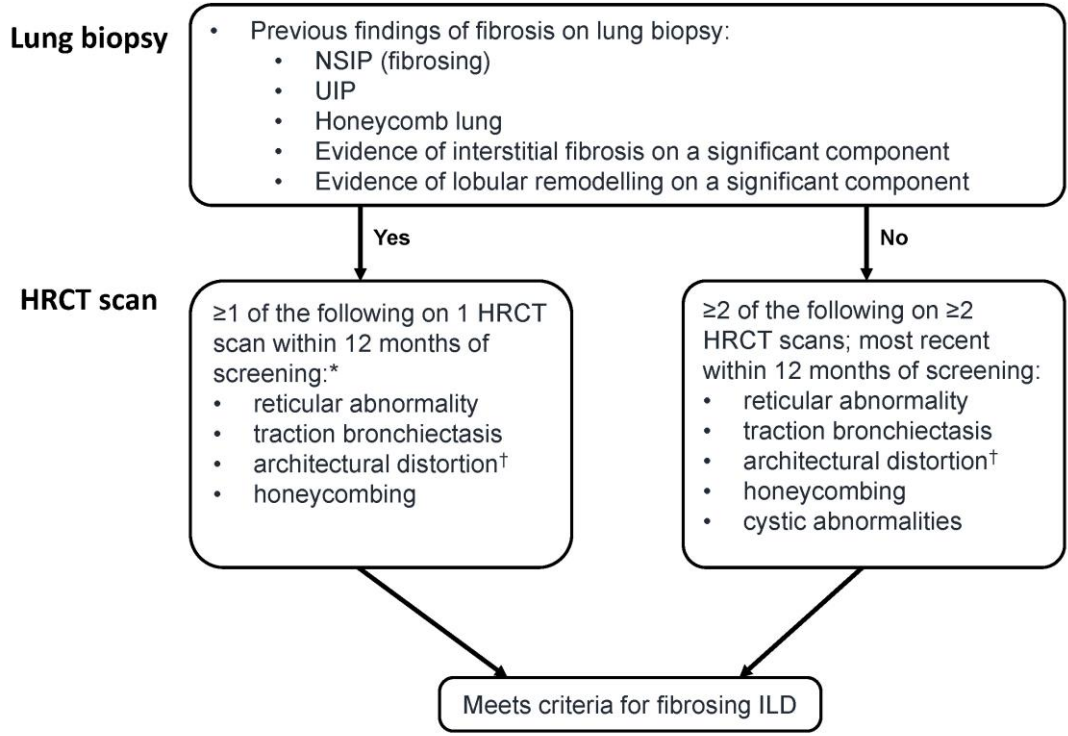 Lung biopsy
• Previous findings of fibrosis on lung biopsy:
• NSIP (fibrosing)
• UIP
• Honeycomb lung
• Evidence of interstitial fibrosis on a significant component
• Evidence of lobular remodelling on a significant component
Yes
No
HRCT scan
≥1 of the following on 1 HRCT
scan within 12 months of
screening:*
• reticular abnormality
• traction bronchiectasis
• architectural distortion†
• honeycombing
≥2 of the following on ≥2
HRCT scans; most recent
within 12 months of screening:
• reticular abnormality
• traction bronchiectasis
• architectural distortion†
• honeycombing
• cystic abnormalities
Meets criteria for fibrosing ILD